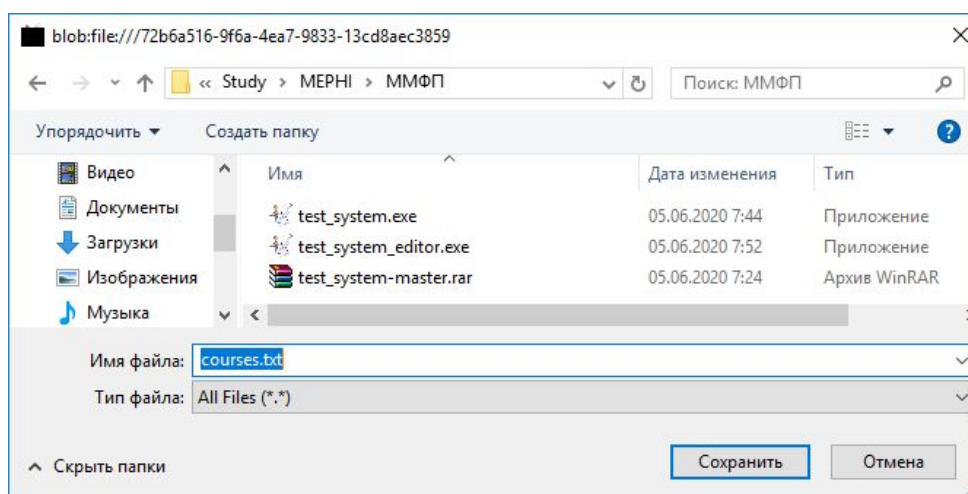 blob:file:///72b6a516-9f6a-4ea7-9833-13cd8aec3859
« Study > MEPHI > ММФП
Поиск: ММФП
Упорядочить Создать папку
Имя Дата изменения Тип
Видео
Документы
Загрузки
Изображения
Музыка
test_system.exe 05.06.2020 7:44 Приложение
test_system_editor.exe 05.06.2020 7:52 Приложение
test_system-master.rar 05.06.2020 7:24 Архив WinRAR
Имя файла: courses.txt
Тип файла: All Files (*.*)
Скрыть папки Сохранить Отмена